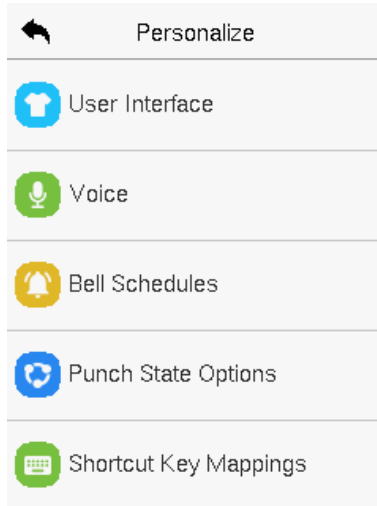 Personalize
User Interface
Voice
Bell Schedules
Punch State Options
Shortcut Key Mappings